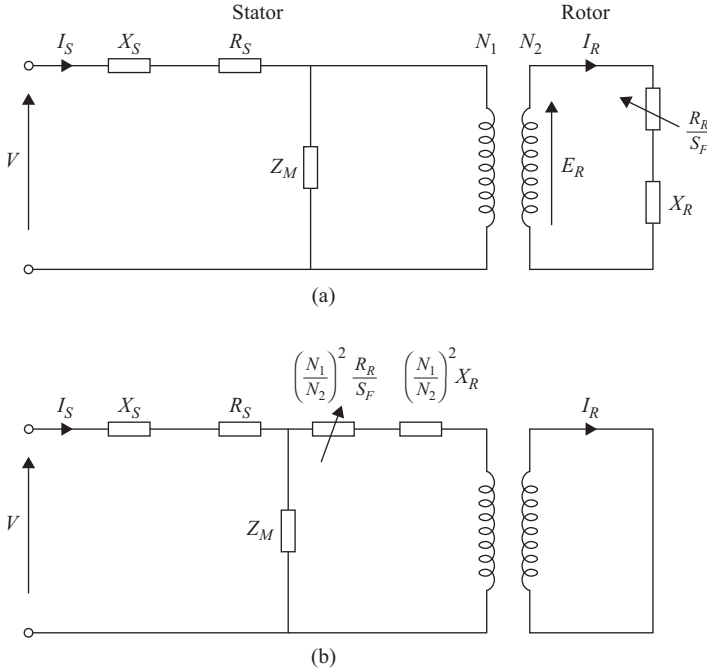 Stator Rotor
I_S X_S R_S N_1 N_2 I_R
R_R/S_F
V Z_M E_R X_R
(a)
(N_1/N_2)^2 R_R/S_F (N_1/N_2)^2 X_R
I_S X_S R_S I_R
V Z_M
(b)